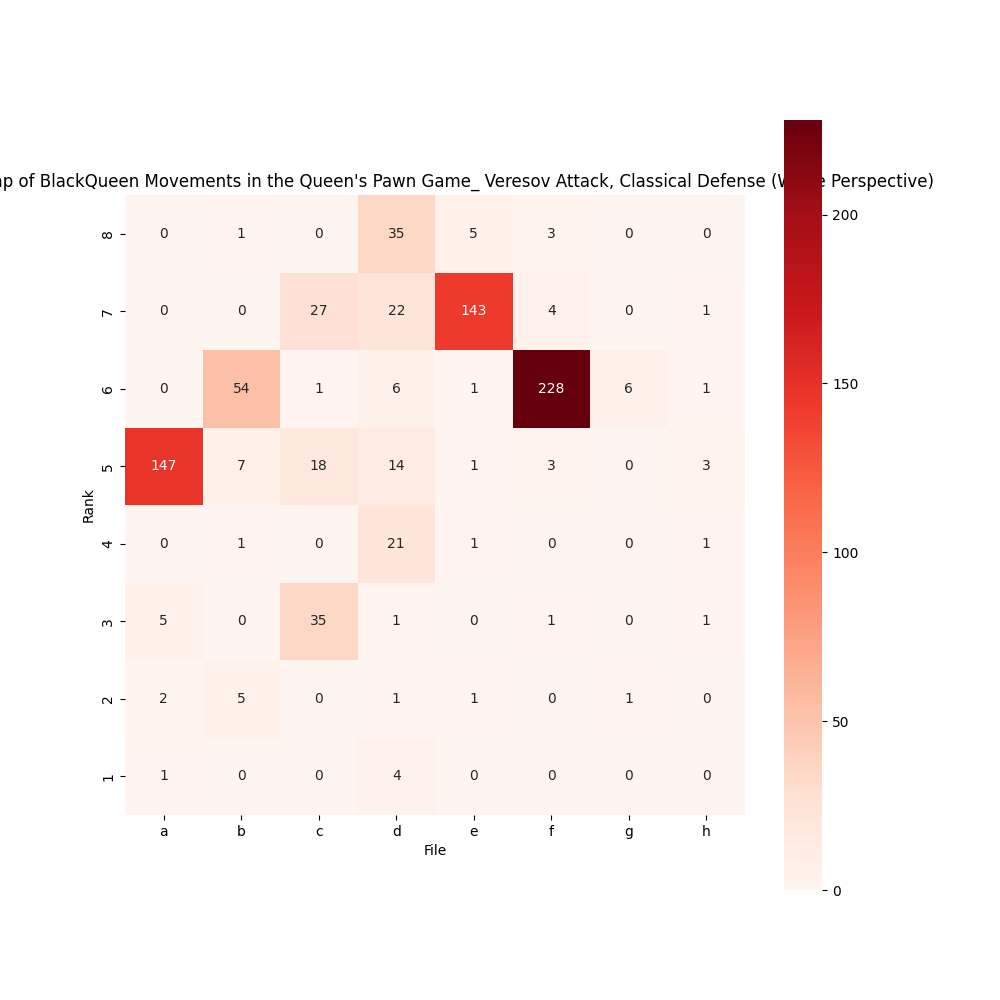 of BlackQueen Movements in the Queen's Pawn Game_ Veresov Attack, Classical Defense Perspective)
8 0 1 0 35 5 3 0 0
7 0 0 27 22 143 4 0 1
6 0 54 1 6 1 228 6 1
5 147 7 18 14 1 3 0 3
4 0 1 0 21 1 0 0 1
3 5 0 35 1 0 1 0 1
2 2 5 0 1 1 0 1 0
1 1 0 0 4 0 0 0 0
a b c d e f g h
File
Rank
200
150
100
50
0